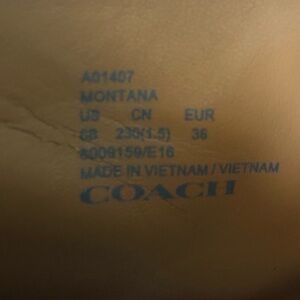 A01407
MONTANA
US CN EUR
6B 230(1.5) 36
8009159/E16
MADE IN VIETNAM / VIETNAM
COACH